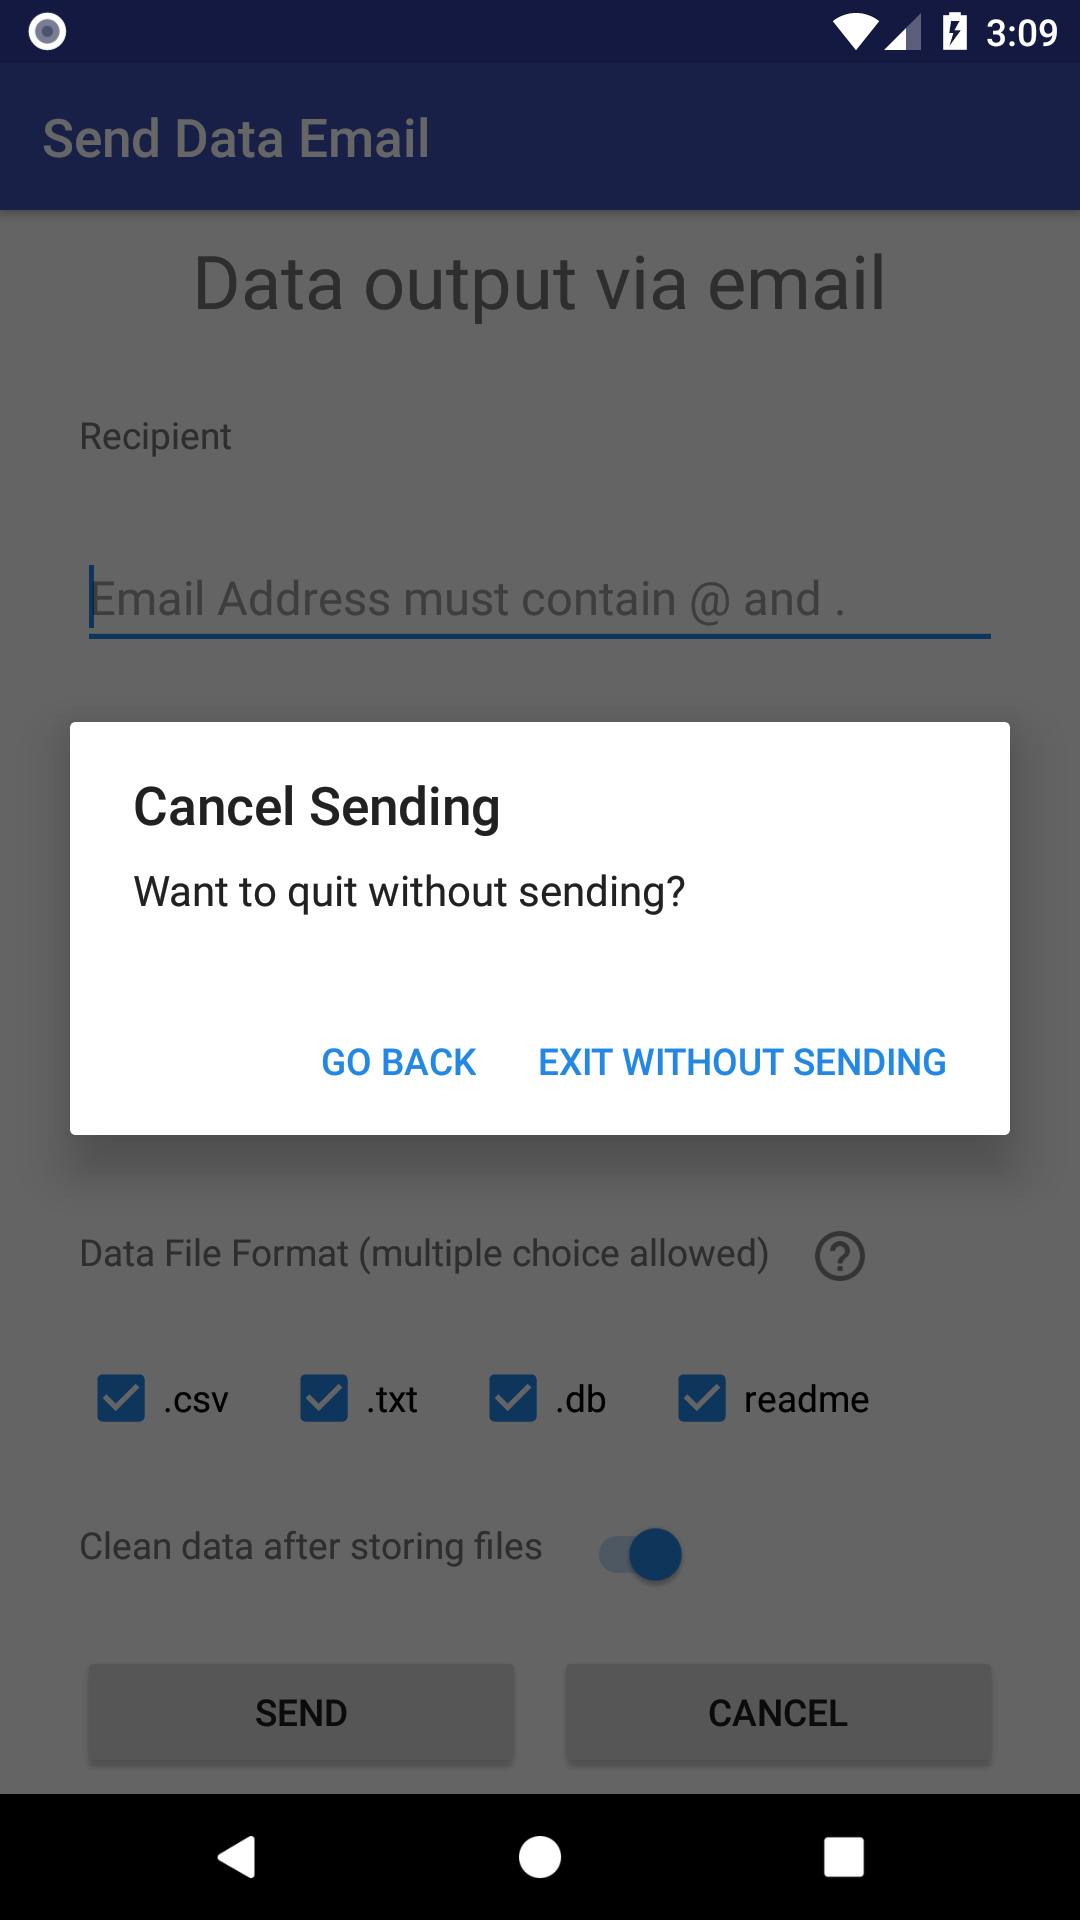 3:09
Send Data Email
Data output via email
Recipient
Email Address must contain @ and .
Cancel Sending
Want to quit without sending?
GO BACK EXIT WITHOUT SENDING
Data File Format (multiple choice allowed) ?
.csv .txt .db readme
Clean data after storing files
SEND CANCEL